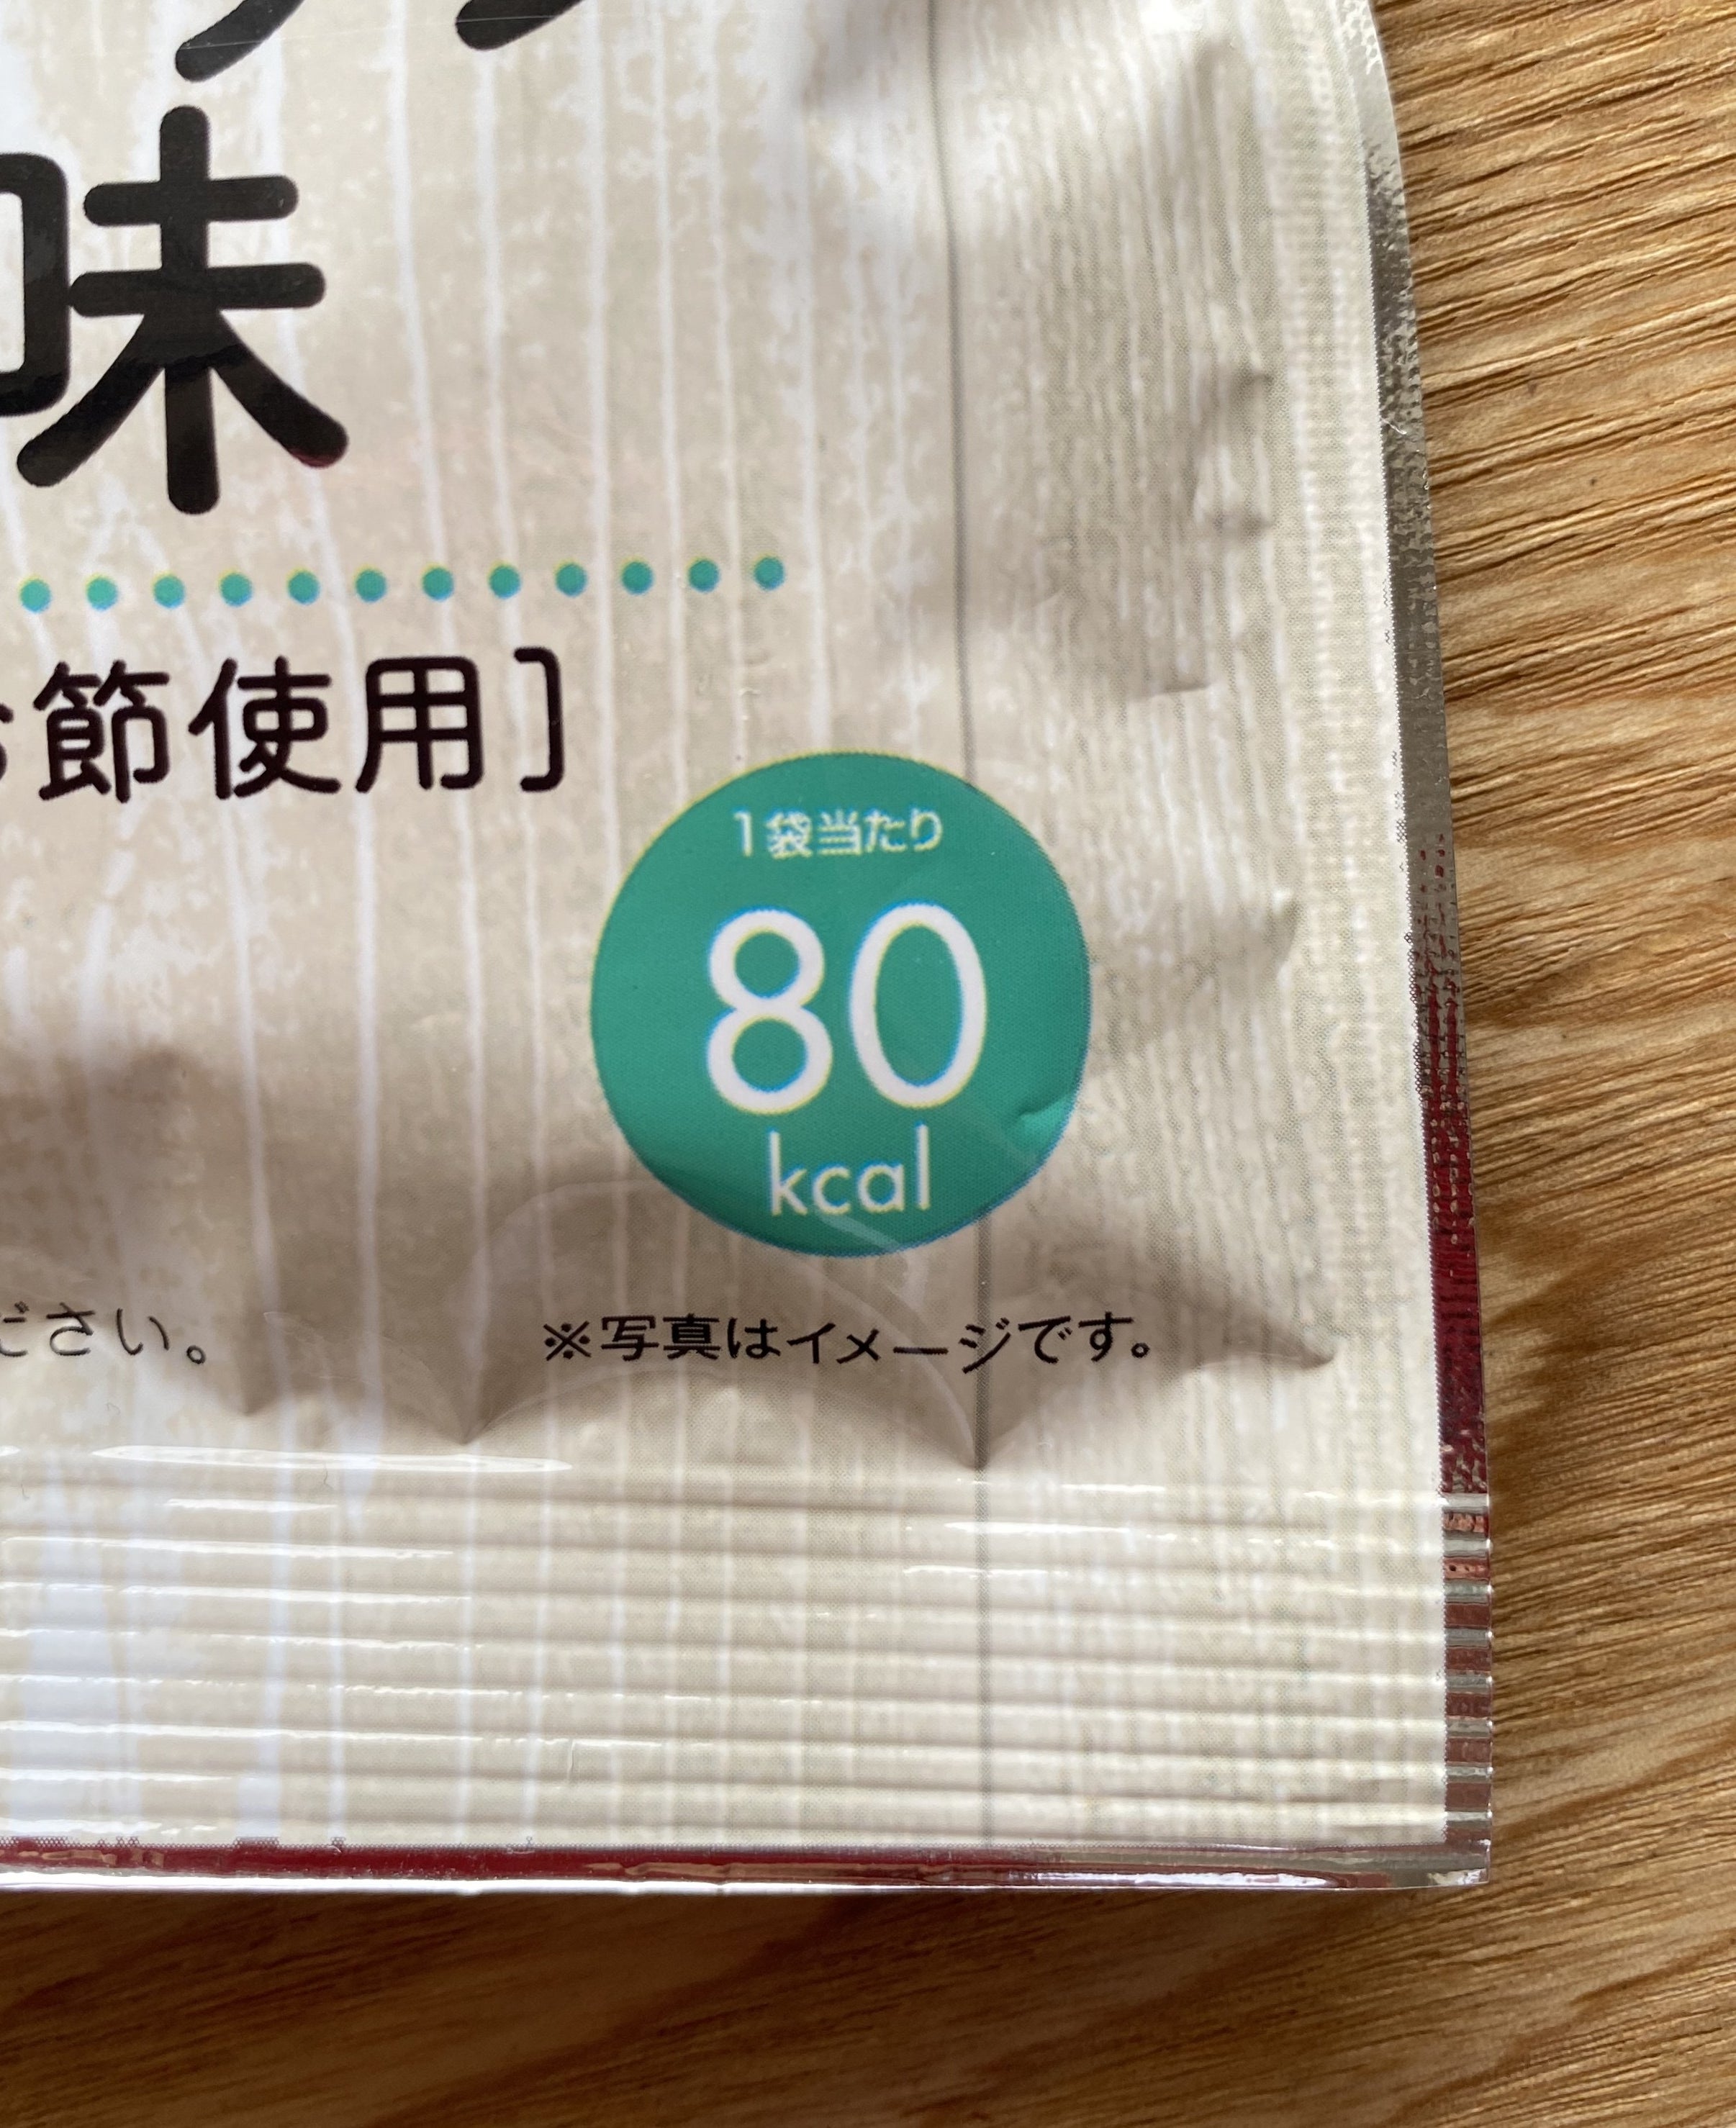 味
節使用]
1袋当たり
80
kcal
ださい。
※写真はイメージです。